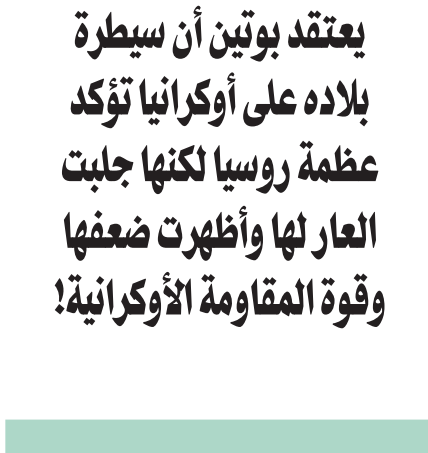 يعتقد بوتين أن سيطرة
بلاده على أوكرانيا تؤكد
عظمة روسيا لكنها جلبت
العار لها وأظهرت ضعفها
وقوة المقاومة الأوكرانية!